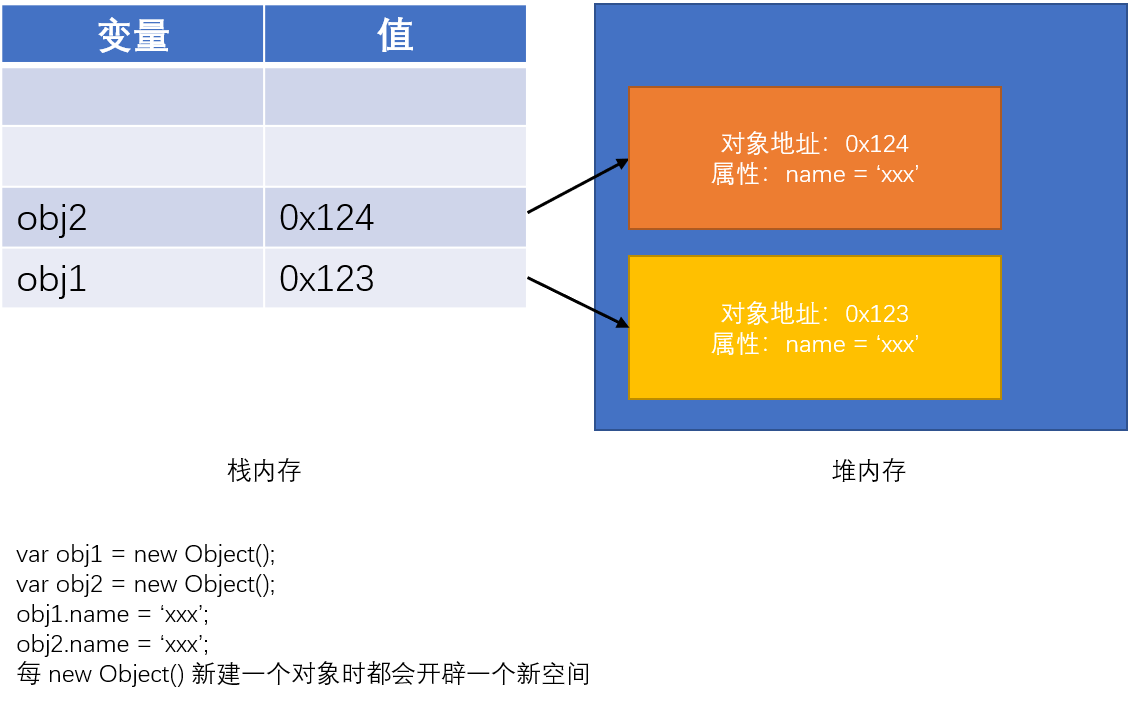 变量 值
obj2 0x124
obj1 0x123
对象地址：0x124
属性：name = ‘xxx’
对象地址：0x123
属性：name = ‘xxx’
栈内存
堆内存
var obj1 = new Object();
var obj2 = new Object();
obj1.name = ‘xxx’;
obj2.name = ‘xxx’;
每 new Object() 新建一个对象时都会开辟一个新空间